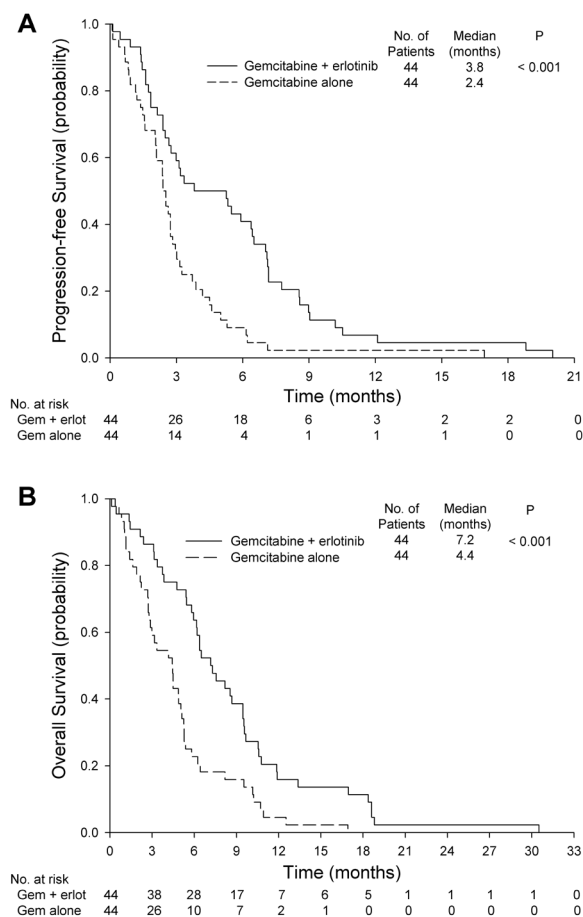 A
No. of Median P
Patients (months)
Gemcitabine + erlotinib 44 3.8 < 0.001
Gemcitabine alone 44 2.4
Progression-free Survival (probability)
1.0
0.8
0.6
0.4
0.2
0.0
0 3 6 9 12 15 18 21
Time (months)
No. at risk
Gem + erlot 44 26 18 6 3 2 2 0
Gem alone 44 14 4 1 1 1 0 0
B
No. of Median P
Patients (months)
Gemcitabine + erlotinib 44 7.2 < 0.001
Gemcitabine alone 44 4.4
Overall Survival (probability)
1.0
0.8
0.6
0.4
0.2
0.0
0 3 6 9 12 15 18 21 24 27 30 33
Time (months)
No. at risk
Gem + erlot 44 38 28 17 7 6 5 1 1 1 1 0
Gem alone 44 26 10 7 2 1 0 0 0 0 0 0